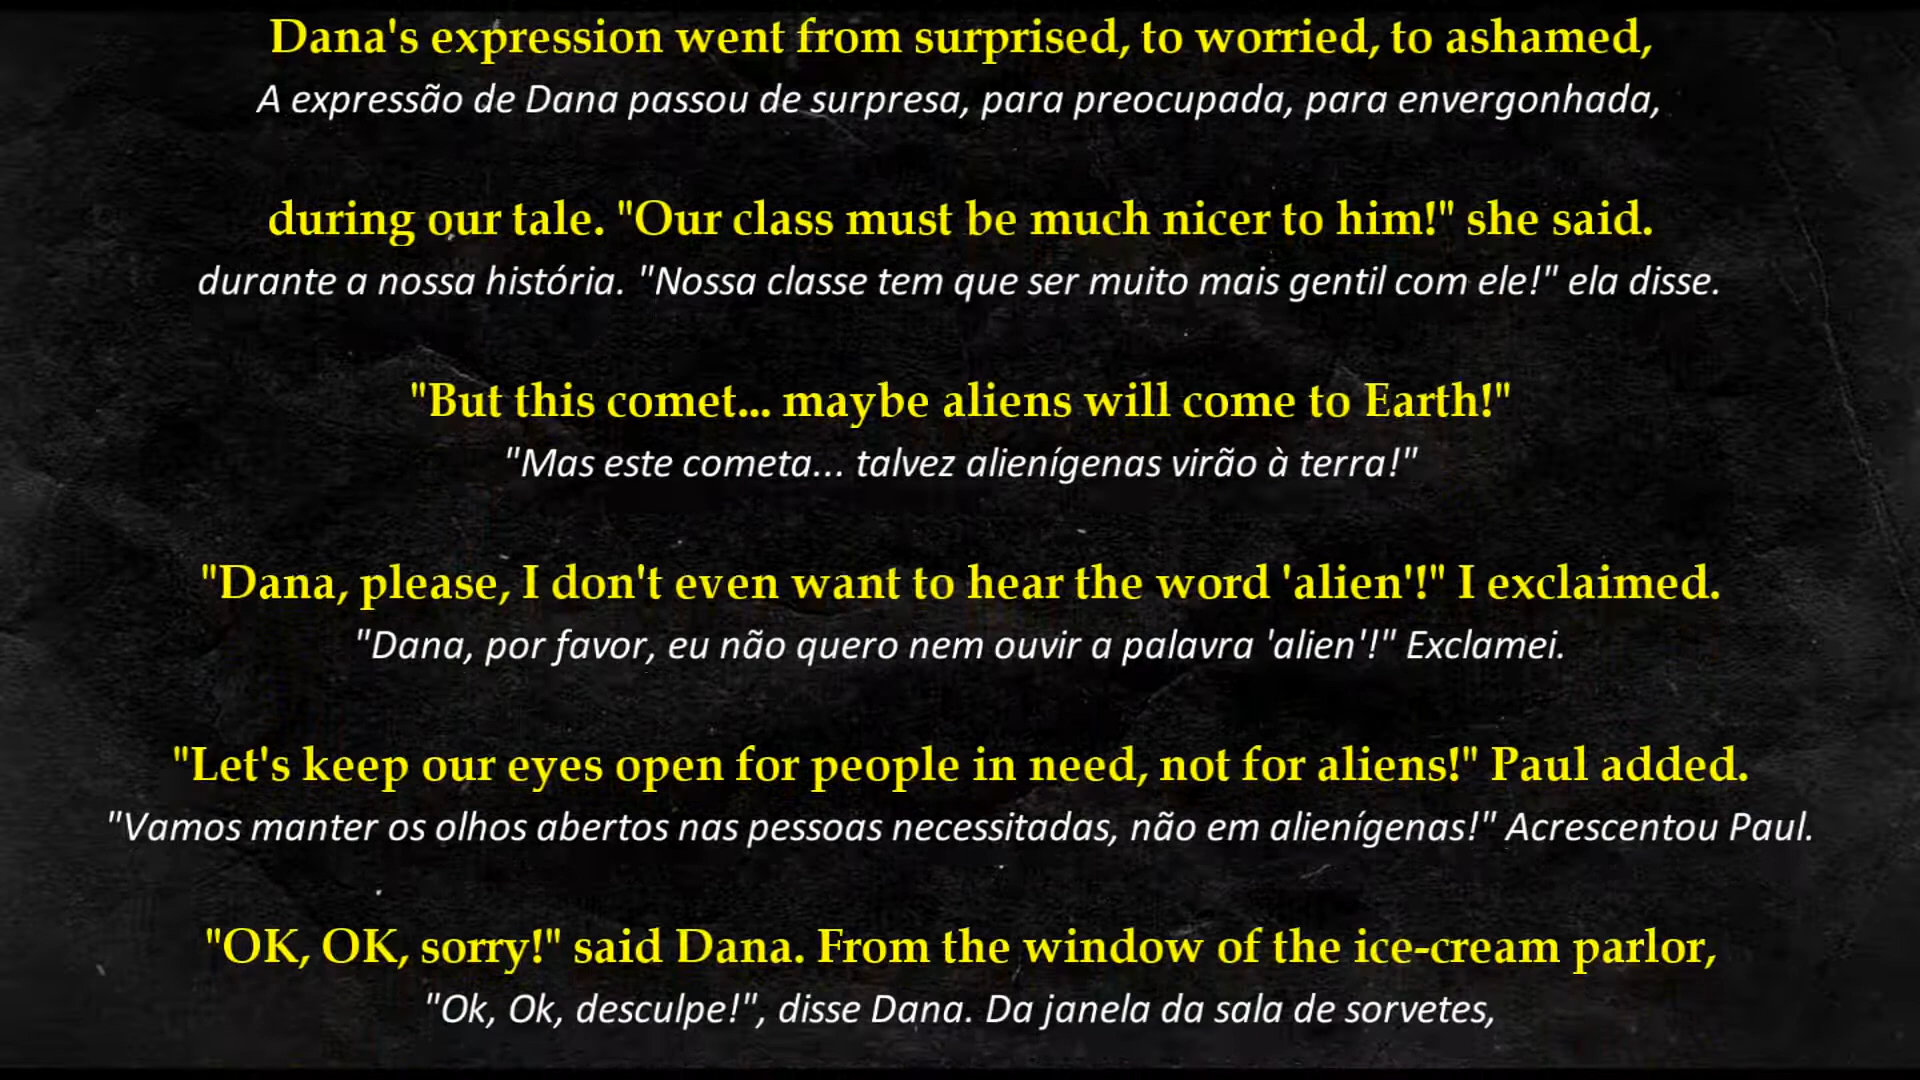 Dana's expression went from surprised, to worried, to ashamed,
A expressão de Dana passou de surpresa, para preocupada, para envergonhada,
during our tale. "Our class must be much nicer to him!" she said.
durante a nossa história. "Nossa classe tem que ser muito mais gentil com ele!" ela disse.
"But this comet... maybe aliens will come to Earth!"
"Mas este cometa... talvez alienígenas virão à terra!"
"Dana, please, I don't even want to hear the word 'alien'!" I exclaimed.
"Dana, por favor, eu não quero nem ouvir a palavra 'alien'!" Exclamei.
"Let's keep our eyes open for people in need, not for aliens!" Paul added.
"Vamos manter os olhos abertos nas pessoas necessitadas, não em alienígenas!" Acrescentou Paul.
"OK, OK, sorry!" said Dana. From the window of the ice-cream parlor,
"Ok, Ok, desculpe!", disse Dana. Da janela da sala de sorvetes,